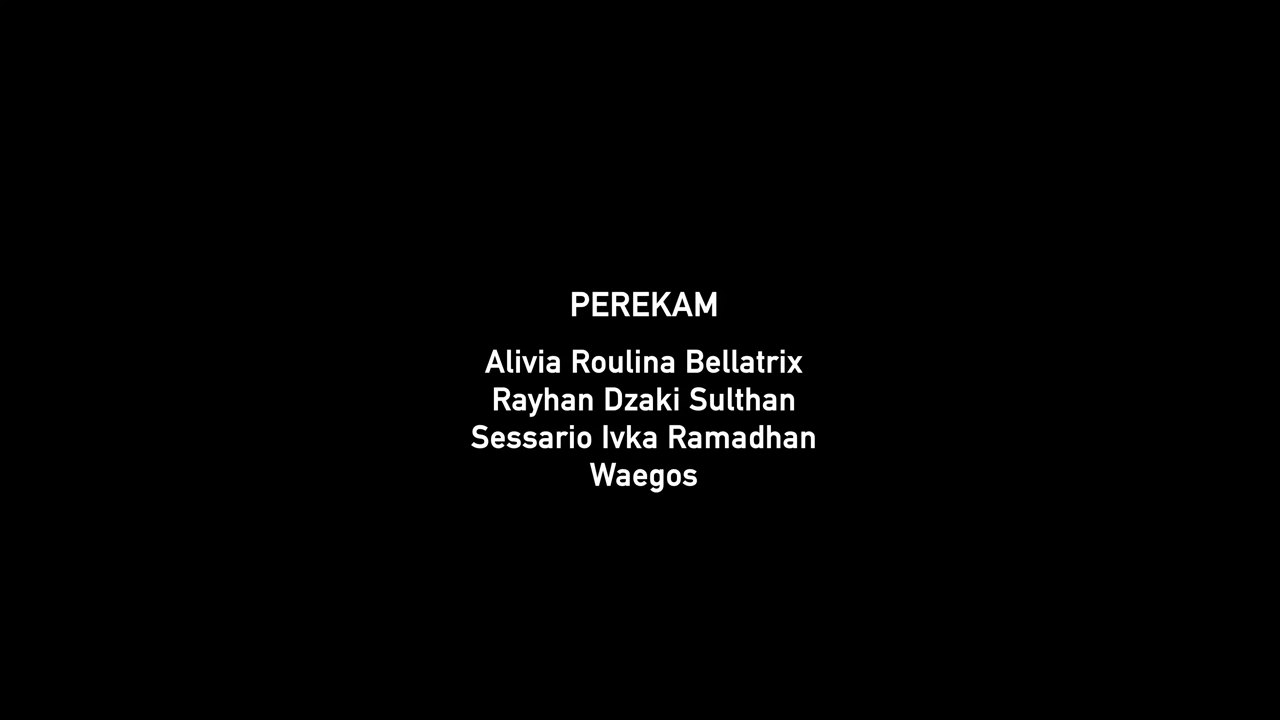 PEREKAM
Alivia Roulina Bellatrix
Rayhan Dzaki Sulthan
Sessario Ivka Ramadhan
Waegos